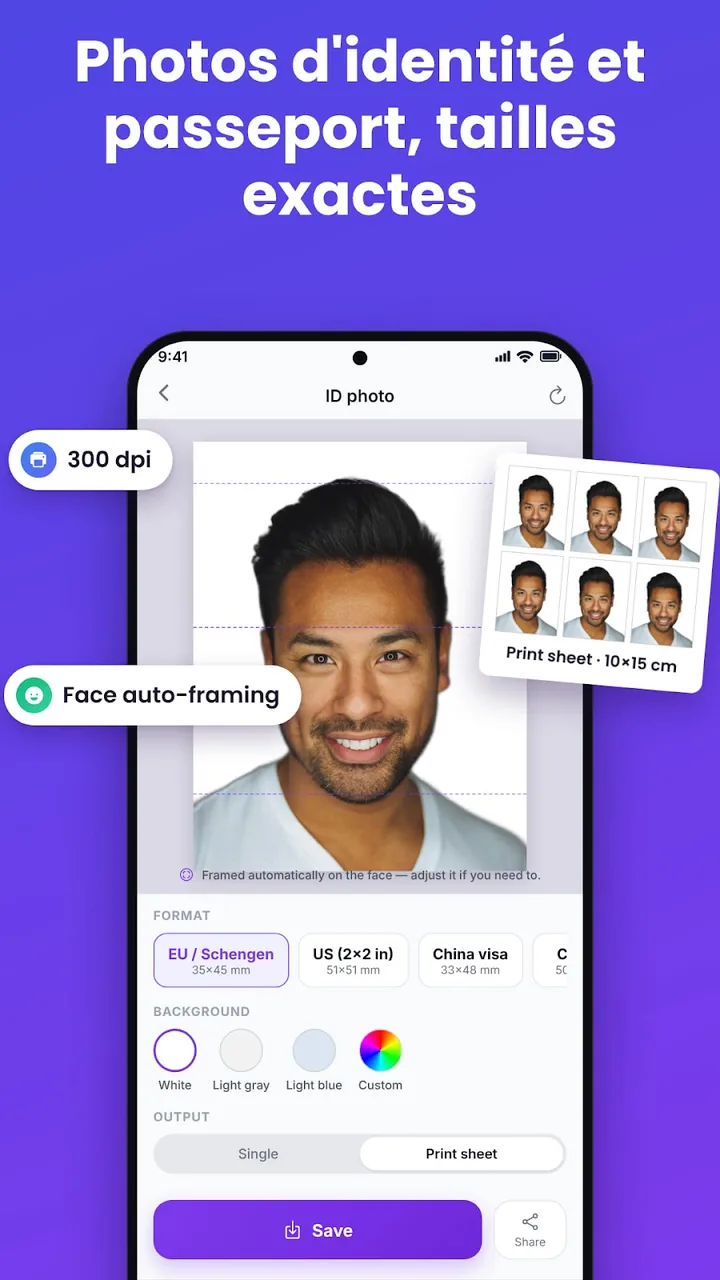 Photos d'identité et
passeport, tailles
exactes
9:41
ID photo
300 dpi
Print sheet · 10×15 cm
Face auto-framing
Framed automatically on the face — adjust it if you need to.
FORMAT
EU / Schengen
35×45 mm
US (2×2 in)
51×51 mm
China visa
33×48 mm
C
50
BACKGROUND
White
Light gray
Light blue
Custom
OUTPUT
Single
Print sheet
Save
Share